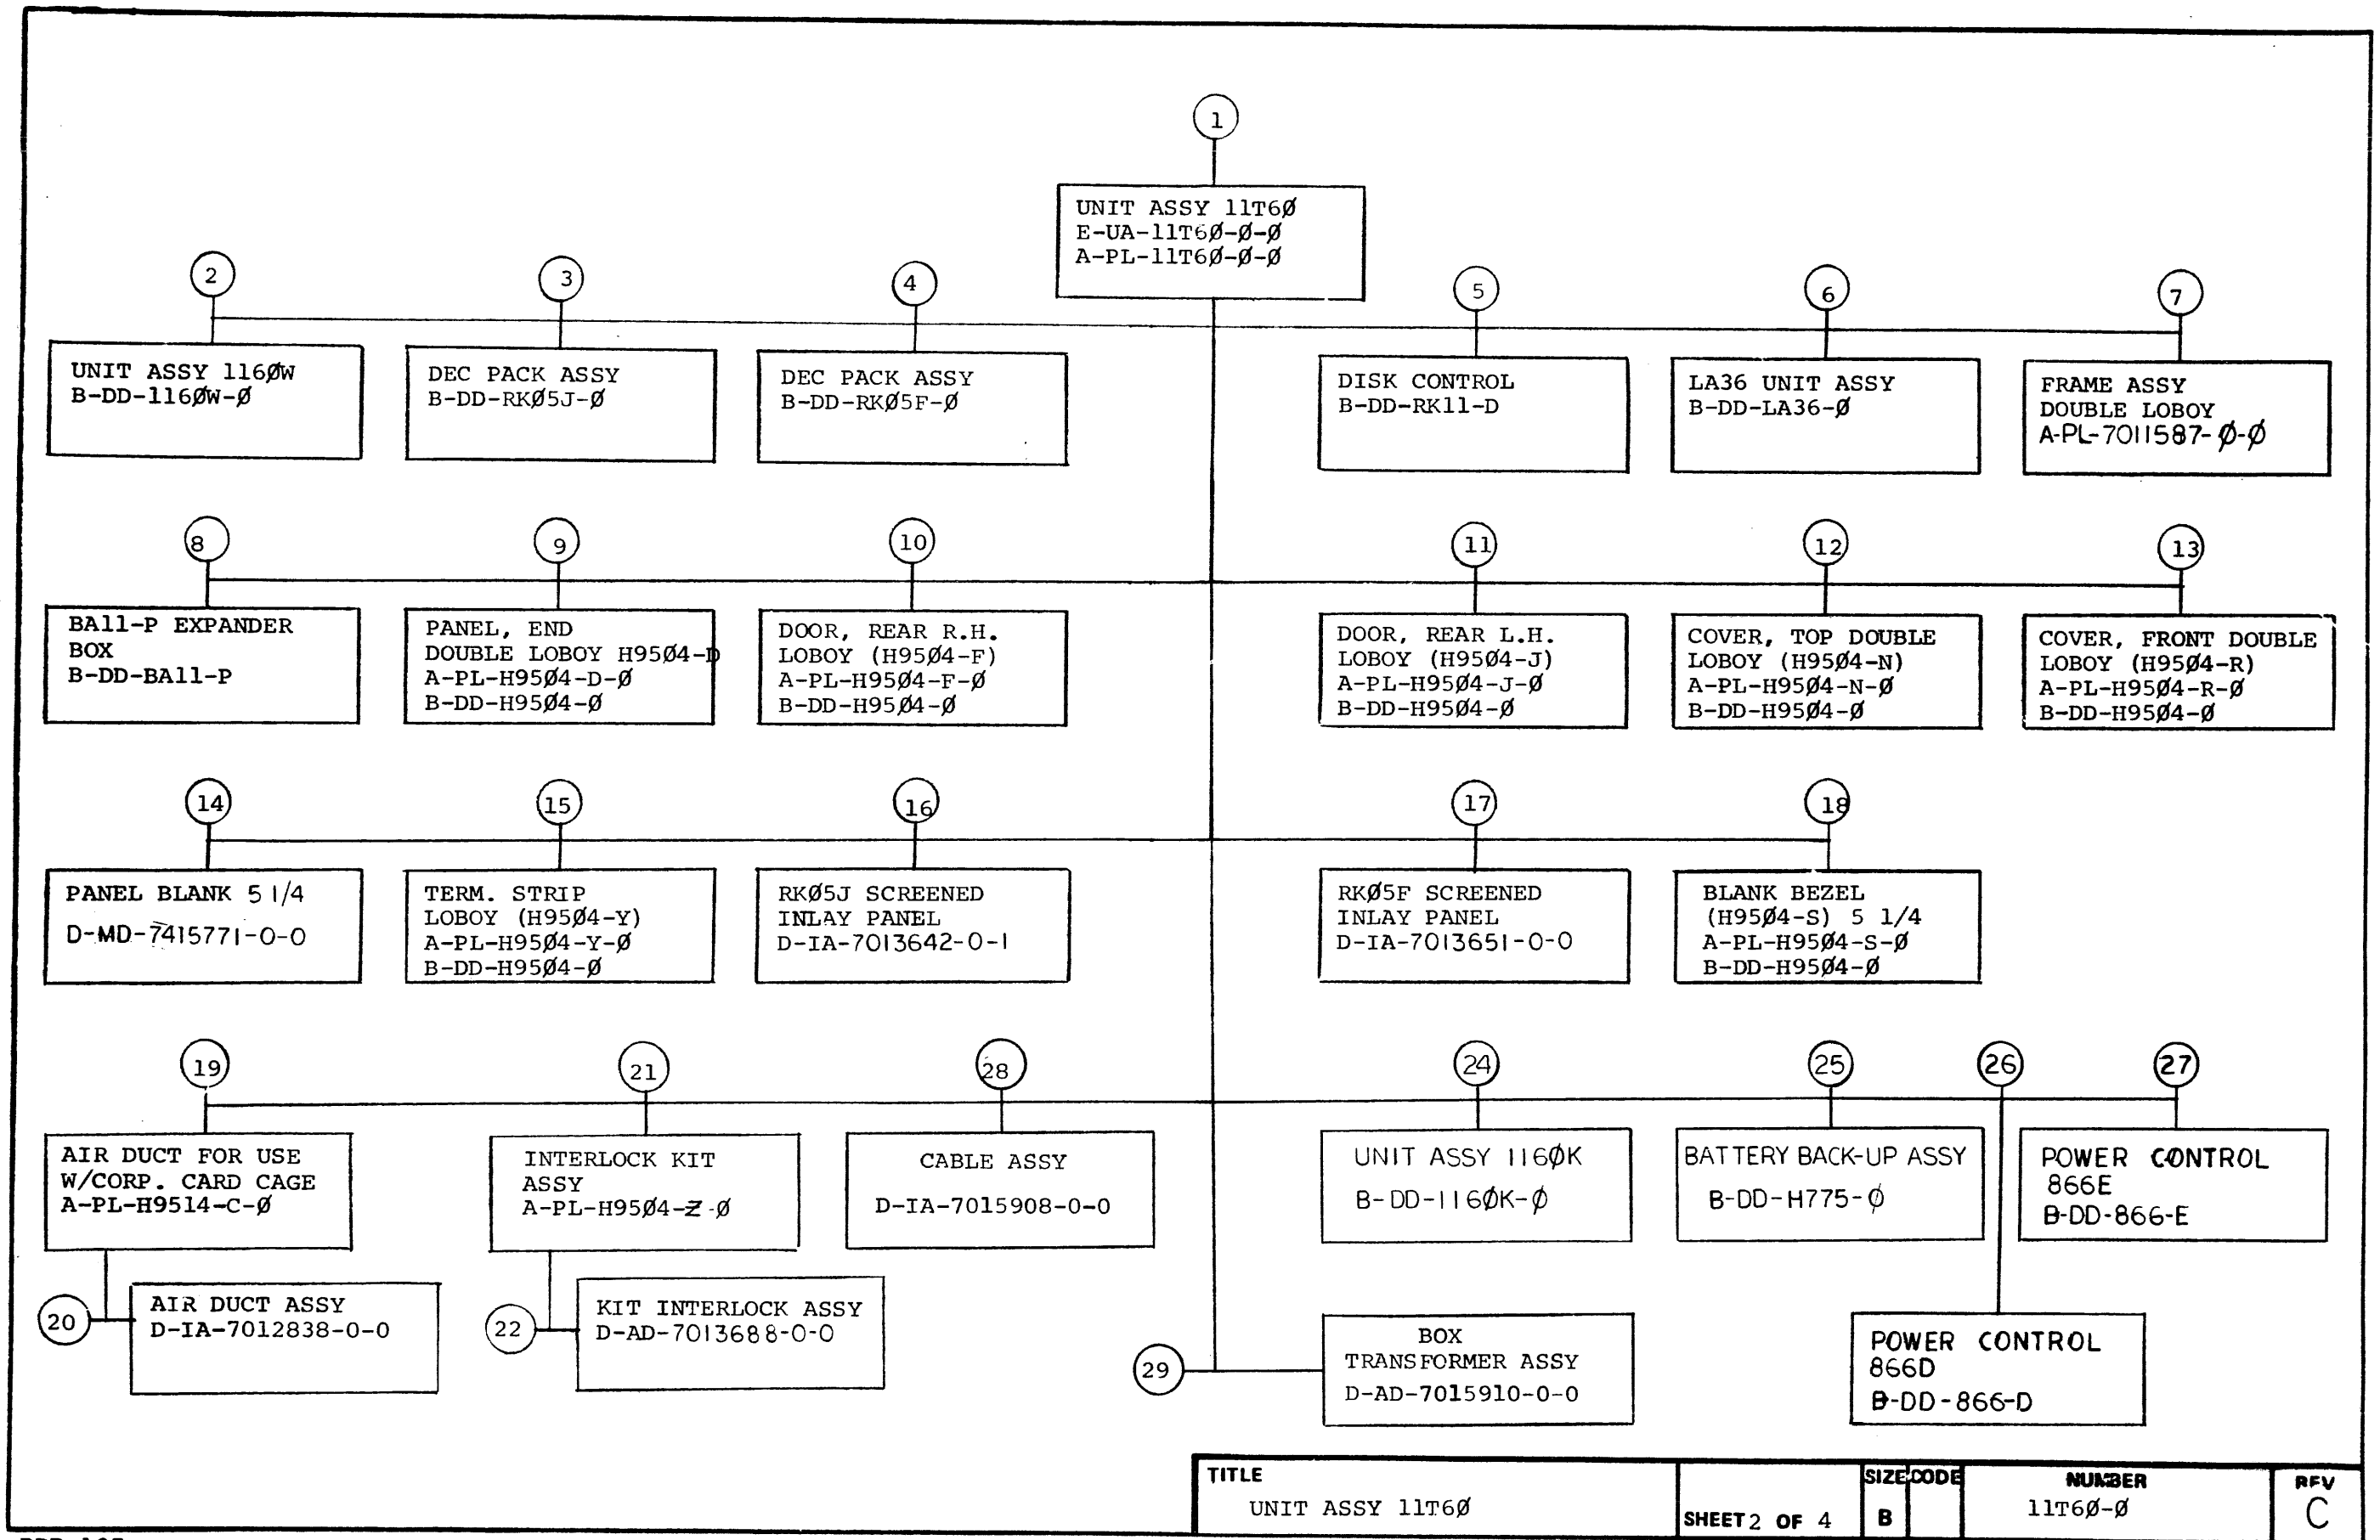 1
UNIT ASSY 11T6Ø
E-UA-11T6Ø-Ø-Ø
A-PL-11T6Ø-Ø-Ø
2
UNIT ASSY 116ØW
B-DD-116ØW-Ø
3
DEC PACK ASSY
B-DD-RKØ5J-Ø
4
DEC PACK ASSY
B-DD-RKØ5F-Ø
5
DISK CONTROL
B-DD-RK11-D
6
LA36 UNIT ASSY
B-DD-LA36-Ø
7
FRAME ASSY
DOUBLE LOBOY
A-PL-7011587-Ø-Ø
8
BA11-P EXPANDER
BOX
B-DD-BA11-P
9
PANEL, END
DOUBLE LOBOY H95Ø4-D
A-PL-H95Ø4-D-Ø
B-DD-H95Ø4-Ø
10
DOOR, REAR R.H.
LOBOY (H95Ø4-F)
A-PL-H95Ø4-F-Ø
B-DD-H95Ø4-Ø
11
DOOR, REAR L.H.
LOBOY (H95Ø4-J)
A-PL-H95Ø4-J-Ø
B-DD-H95Ø4-Ø
12
COVER, TOP DOUBLE
LOBOY (H95Ø4-N)
A-PL-H95Ø4-N-Ø
B-DD-H95Ø4-Ø
13
COVER, FRONT DOUBLE
LOBOY (H95Ø4-R)
A-PL-H95Ø4-R-Ø
B-DD-H95Ø4-Ø
14
PANEL BLANK 5 1/4
D-MD-7415771-0-0
15
TERM. STRIP
LOBOY (H95Ø4-Y)
A-PL-H95Ø4-Y-Ø
B-DD-H95Ø4-Ø
16
RKØ5J SCREENED
INLAY PANEL
D-IA-7013642-0-1
17
RKØ5F SCREENED
INLAY PANEL
D-IA-7013651-0-0
18
BLANK BEZEL
(H95Ø4-S) 5 1/4
A-PL-H95Ø4-S-Ø
B-DD-H95Ø4-Ø
19
AIR DUCT FOR USE
W/CORP. CARD CAGE
A-PL-H9514-C-Ø
21
INTERLOCK KIT
ASSY
A-PL-H95Ø4-Z-Ø
28
CABLE ASSY
D-IA-7015908-0-0
24
UNIT ASSY 116ØK
B-DD-116ØK-Ø
25
BATTERY BACK-UP ASSY
B-DD-H775-Ø
26
27
POWER CONTROL
866E
B-DD-866-E
20
AIR DUCT ASSY
D-IA-7012838-0-0
22
KIT INTERLOCK ASSY
D-AD-7013688-0-0
29
BOX
TRANSFORMER ASSY
D-AD-7015910-0-0
POWER CONTROL
866D
B-DD-866-D
TITLE
UNIT ASSY 11T6Ø
SHEET 2 OF 4
SIZE
B
CODE
NUMBER
11T6Ø-Ø
REV
C